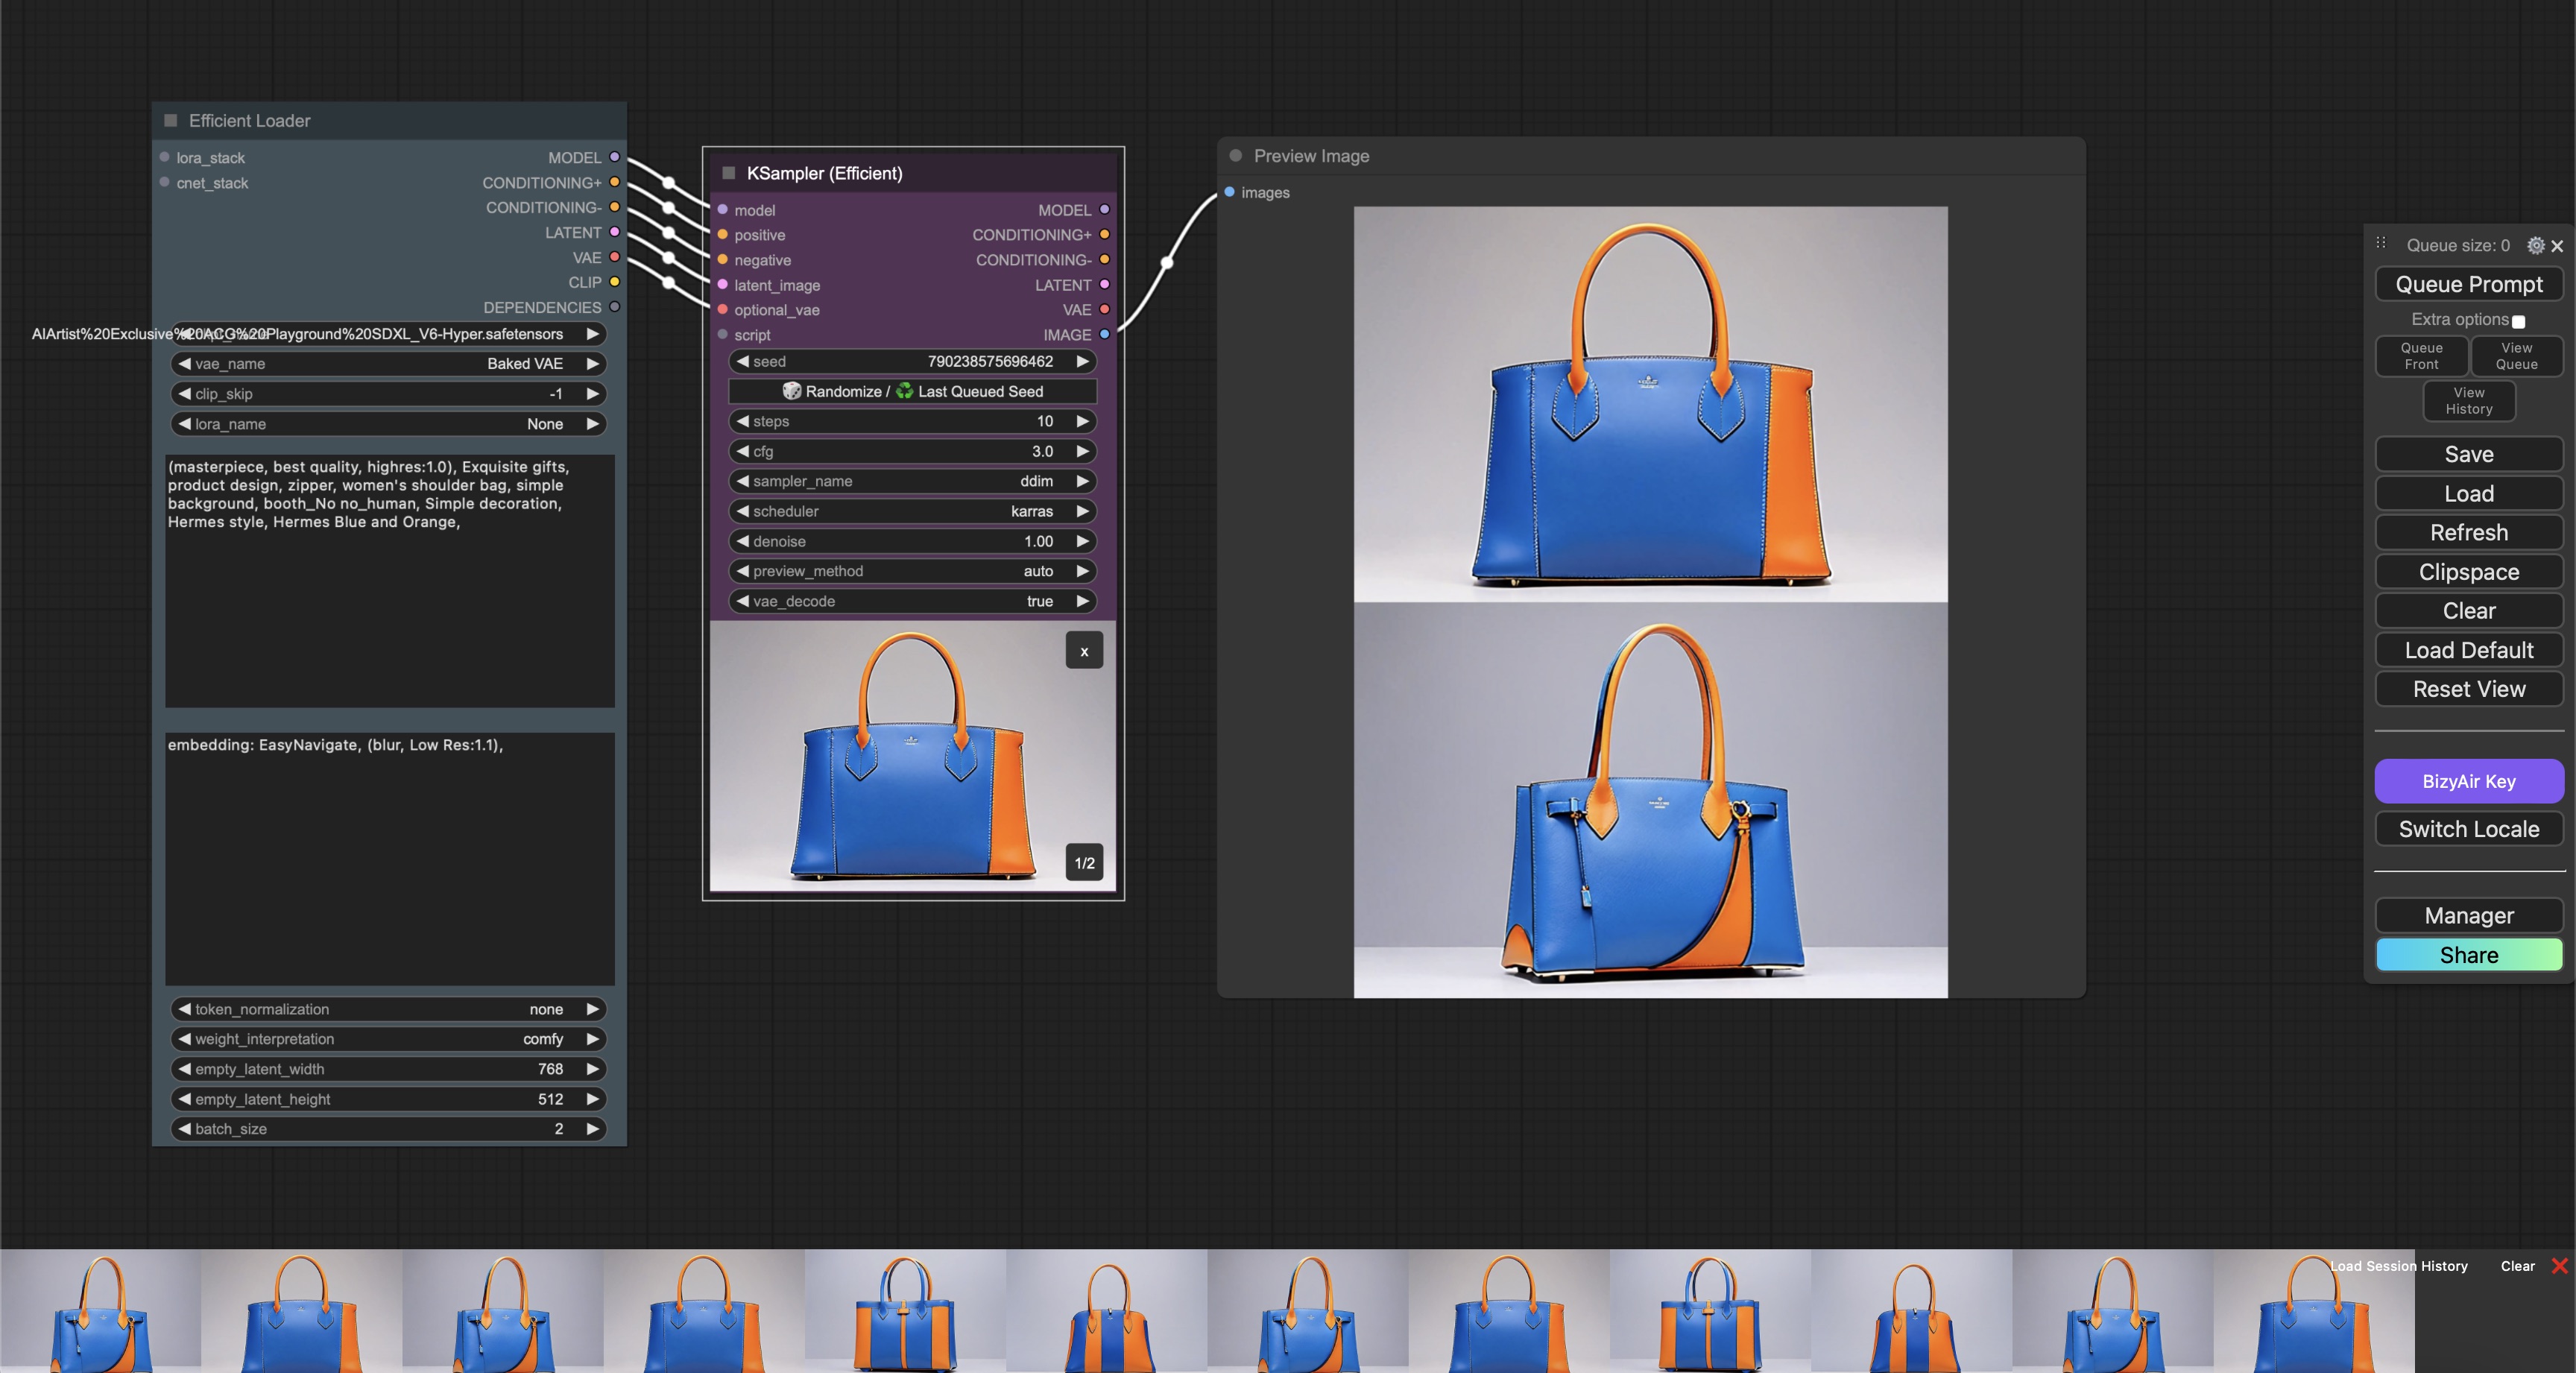 Efficient Loader
lora_stack
cnet_stack
MODEL
CONDITIONING+
CONDITIONING-
LATENT
VAE
CLIP
DEPENDENCIES
AIArtist%20Exclusive%20ACG%20Playground%20SDXL_V6-Hyper.safetensors
vae_name Baked VAE
clip_skip -1
lora_name None
(masterpiece, best quality, highres:1.0), Exquisite gifts,
product design, zipper, women's shoulder bag, simple
background, booth_No no_human, Simple decoration,
Hermes style, Hermes Blue and Orange,
embedding: EasyNavigate, (blur, Low Res:1.1),
token_normalization none
weight_interpretation comfy
empty_latent_width 768
empty_latent_height 512
batch_size 2
KSampler (Efficient)
model MODEL
positive CONDITIONING+
negative CONDITIONING-
latent_image LATENT
optional_vae VAE
script IMAGE
seed 790238575696462
Randomize / Last Queued Seed
steps 10
cfg 3.0
sampler_name ddim
scheduler karras
denoise 1.00
preview_method auto
vae_decode true
x
1/2
Preview Image
images
Queue size: 0
Queue Prompt
Extra options
Queue Front
View Queue
View History
Save
Load
Refresh
Clipspace
Clear
Load Default
Reset View
BizyAir Key
Switch Locale
Manager
Share
Load Session History
Clear